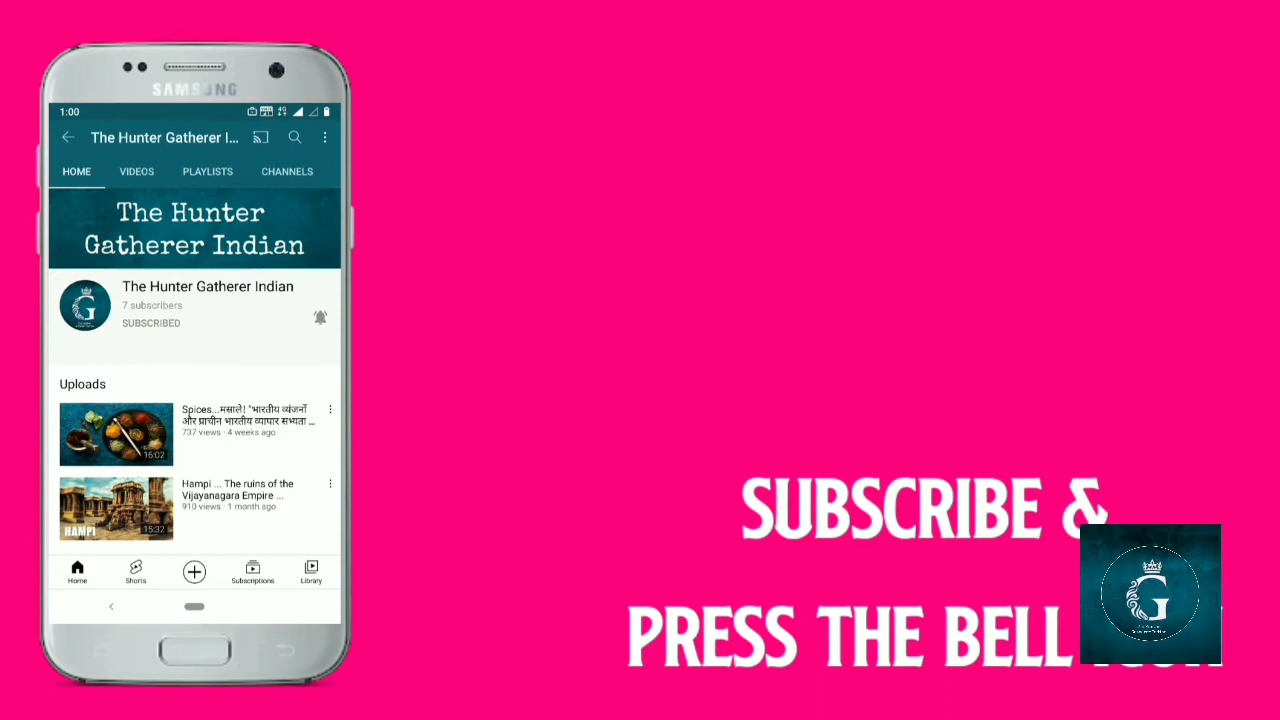 SAMSUNG
1:00
The Hunter Gatherer I...
HOME VIDEOS PLAYLISTS CHANNELS
The Hunter
Gatherer Indian
The Hunter Gatherer Indian
7 subscribers
SUBSCRIBED
Uploads
Spices...मसाले! "भारतीय व्यंजनों
और प्राचीन भारतीय व्यापार सभ्यता ...
737 views · 4 weeks ago
16:02
Hampi ... The ruins of the
Vijayanagara Empire ...
910 views · 1 month ago
HAMPI
15:32
Home Shorts Subscriptions Library
SUBSCRIBE &
PRESS THE BELL
G